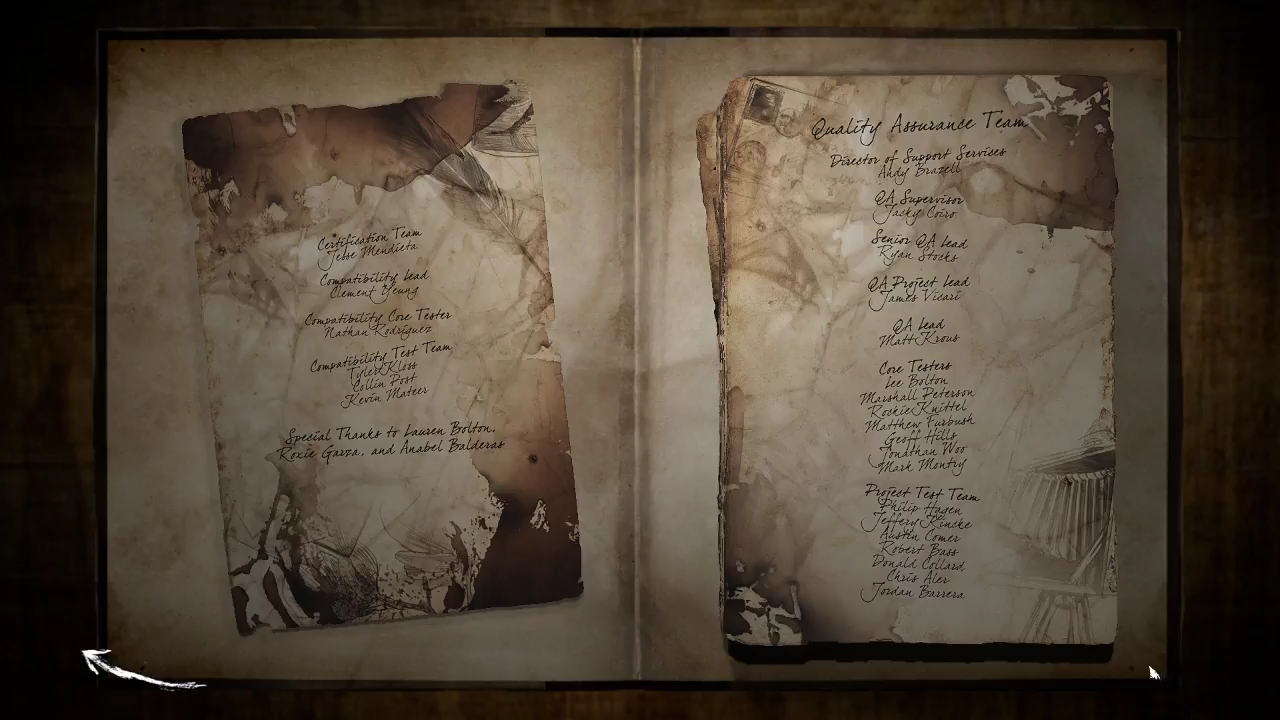 Certification Team
Jesse Mendieta
Compatibility Lead
Clement Yeung
Compatibility Core Tester
Nathan Rodriguez
Compatibility Test Team
Tyler Kloss
Collin Post
Kevin Mateer
Special Thanks to Lauren Bolton,
Roxie Garza, and Anabel Balderas
Quality Assurance Team
Director of Support Services
Andy Brazell
QA Supervisor
Jacky Coiro
Senior QA Lead
Ryan Stocks
QA Project Lead
James Vicari
QA Lead
Matt Krous
Core Testers
Lee Bolton
Marshall Peterson
Rockie Knittel
Matthew Furbush
Geoff Hills
Jonathan Woo
Mark Montry
Project Test Team
Philip Hagen
Jeffery Kincke
Austin Comer
Robert Bass
Donald Collard
Chris Aler
Jordan Barrera